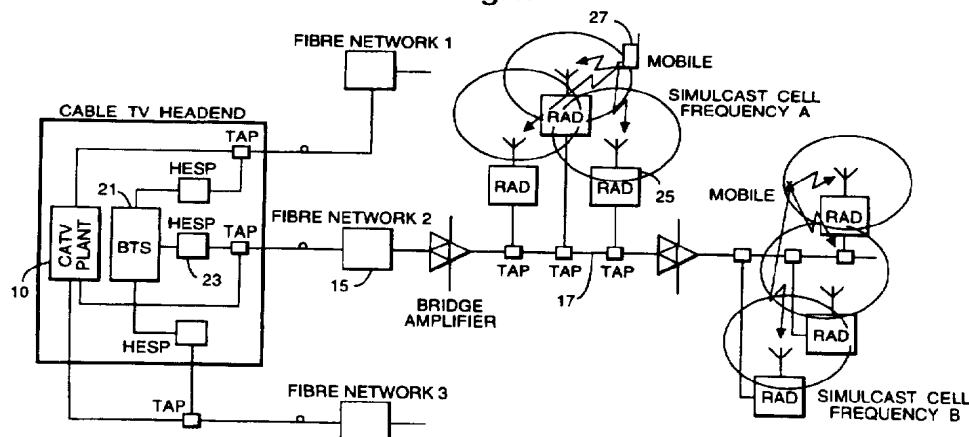 27
FIBRE NETWORK 1
MOBILE
CABLE TV HEADEND
SIMULCAST CELL
FREQUENCY A
TAP
RAD
HESP
21
RAD
RAD
25
MOBILE
CATV PLANT
BTS
HESP
TAP
FIBRE NETWORK 2
RAD
10
23
15
TAP
TAP
TAP
17
BRIDGE
AMPLIFIER
HESP
RAD
TAP
FIBRE NETWORK 3
RAD
SIMULCAST CELL
FREQUENCY B